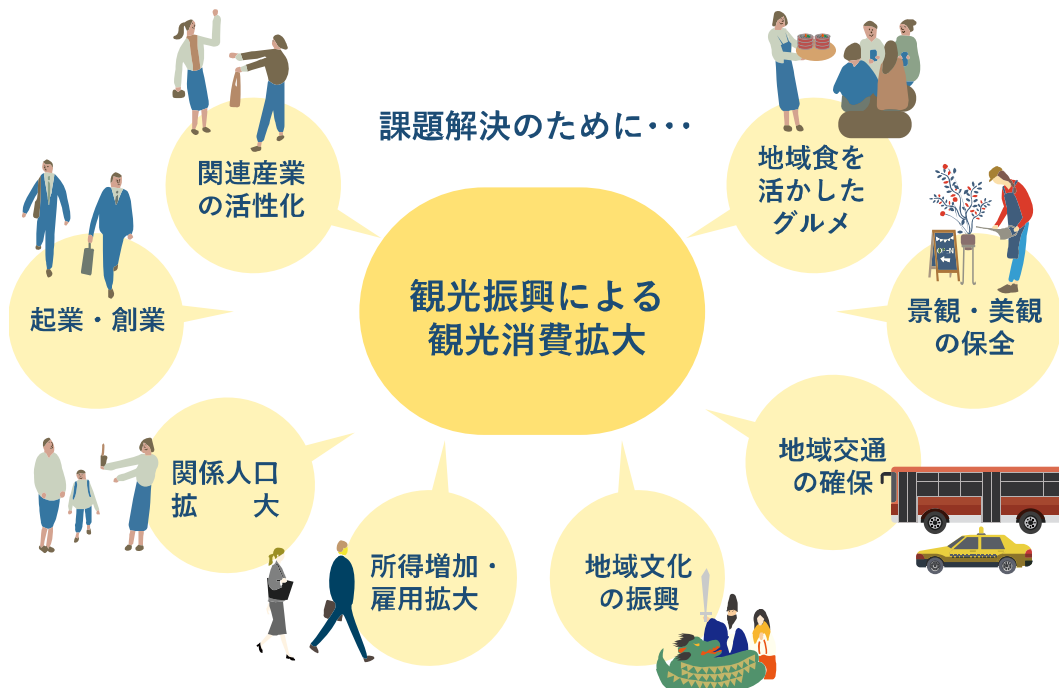 課題解決のために・・・
観光振興による
観光消費拡大
関連産業
の活性化
起業・創業
関係人口
拡　　大
所得増加・
雇用拡大
地域文化
の振興
地域交通
の確保
景観・美観
の保全
OPEN
地域食を
活かした
グルメ